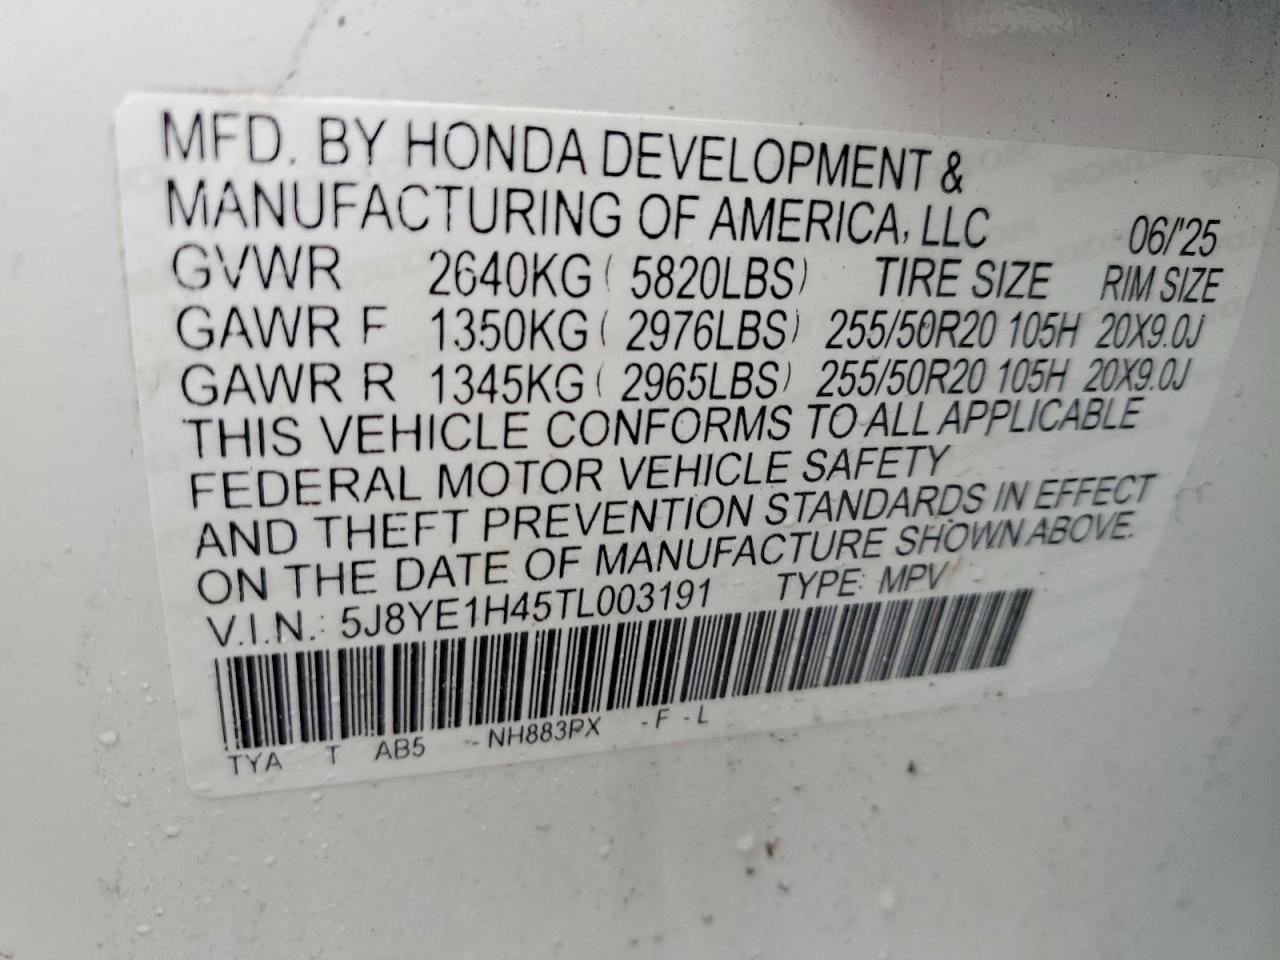 MFD. BY HONDA DEVELOPMENT &
MANUFACTURING OF AMERICA, LLC 06/'25
GVWR 2640KG ( 5820LBS) TIRE SIZE RIM SIZE
GAWR F 1350KG ( 2976LBS) 255/50R20 105H 20X9.0J
GAWR R 1345KG ( 2965LBS) 255/50R20 105H 20X9.0J
THIS VEHICLE CONFORMS TO ALL APPLICABLE
FEDERAL MOTOR VEHICLE SAFETY
AND THEFT PREVENTION STANDARDS IN EFFECT
ON THE DATE OF MANUFACTURE SHOWN ABOVE.
V.I.N.: 5J8YE1H45TL003191 TYPE: MPV
TYA T AB5 - NH883PX - F - L